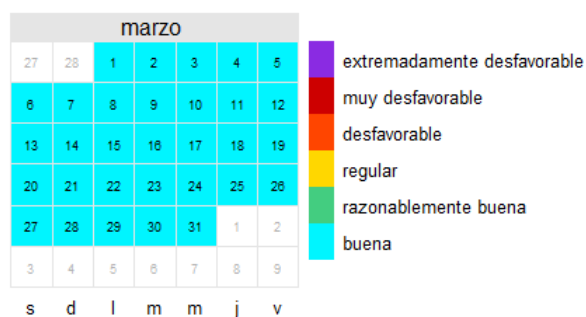 marzo
27 28 1 2 3 4 5
6 7 8 9 10 11 12
13 14 15 16 17 18 19
20 21 22 23 24 25 26
27 28 29 30 31 1 2
3 4 5 6 7 8 9
s d l m m j v
extremadamente desfavorable
muy desfavorable
desfavorable
regular
razonablemente buena
buena